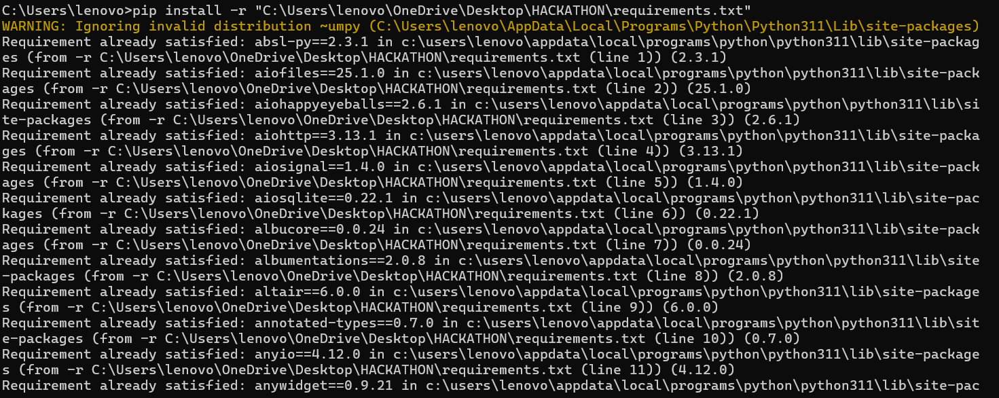 C:\Users\lenovo>pip install -r "C:\Users\lenovo\OneDrive\Desktop\HACKATHON\requirements.txt"
WARNING: Ignoring invalid distribution ~umpy (C:\Users\lenovo\AppData\Local\Programs\Python\Python311\Lib\site-packages)
Requirement already satisfied: absl-py==2.3.1 in c:\users\lenovo\appdata\local\programs\python\python311\lib\site-packag
es (from -r C:\Users\lenovo\OneDrive\Desktop\HACKATHON\requirements.txt (line 1)) (2.3.1)
Requirement already satisfied: aiofiles==25.1.0 in c:\users\lenovo\appdata\local\programs\python\python311\lib\site-pack
ages (from -r C:\Users\lenovo\OneDrive\Desktop\HACKATHON\requirements.txt (line 2)) (25.1.0)
Requirement already satisfied: aiohappyeyeballs==2.6.1 in c:\users\lenovo\appdata\local\programs\python\python311\lib\si
te-packages (from -r C:\Users\lenovo\OneDrive\Desktop\HACKATHON\requirements.txt (line 3)) (2.6.1)
Requirement already satisfied: aiohttp==3.13.1 in c:\users\lenovo\appdata\local\programs\python\python311\lib\site-packa
ges (from -r C:\Users\lenovo\OneDrive\Desktop\HACKATHON\requirements.txt (line 4)) (3.13.1)
Requirement already satisfied: aiosignal==1.4.0 in c:\users\lenovo\appdata\local\programs\python\python311\lib\site-pack
ages (from -r C:\Users\lenovo\OneDrive\Desktop\HACKATHON\requirements.txt (line 5)) (1.4.0)
Requirement already satisfied: aiosqlite==0.22.1 in c:\users\lenovo\appdata\local\programs\python\python311\lib\site-pac
kages (from -r C:\Users\lenovo\OneDrive\Desktop\HACKATHON\requirements.txt (line 6)) (0.22.1)
Requirement already satisfied: albucore==0.0.24 in c:\users\lenovo\appdata\local\programs\python\python311\lib\site-pack
ages (from -r C:\Users\lenovo\OneDrive\Desktop\HACKATHON\requirements.txt (line 7)) (0.0.24)
Requirement already satisfied: albumentations==2.0.8 in c:\users\lenovo\appdata\local\programs\python\python311\lib\site
-packages (from -r C:\Users\lenovo\OneDrive\Desktop\HACKATHON\requirements.txt (line 8)) (2.0.8)
Requirement already satisfied: altair==6.0.0 in c:\users\lenovo\appdata\local\programs\python\python311\lib\site-package
s (from -r C:\Users\lenovo\OneDrive\Desktop\HACKATHON\requirements.txt (line 9)) (6.0.0)
Requirement already satisfied: annotated-types==0.7.0 in c:\users\lenovo\appdata\local\programs\python\python311\lib\sit
e-packages (from -r C:\Users\lenovo\OneDrive\Desktop\HACKATHON\requirements.txt (line 10)) (0.7.0)
Requirement already satisfied: anyio==4.12.0 in c:\users\lenovo\appdata\local\programs\python\python311\lib\site-package
s (from -r C:\Users\lenovo\OneDrive\Desktop\HACKATHON\requirements.txt (line 11)) (4.12.0)
Requirement already satisfied: anywidget==0.9.21 in c:\users\lenovo\appdata\local\programs\python\python311\lib\site-pac